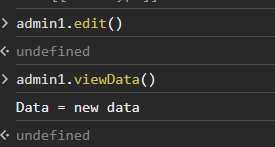 > admin1.edit()
<· undefined
> admin1.viewData()
Data = new data
<· undefined